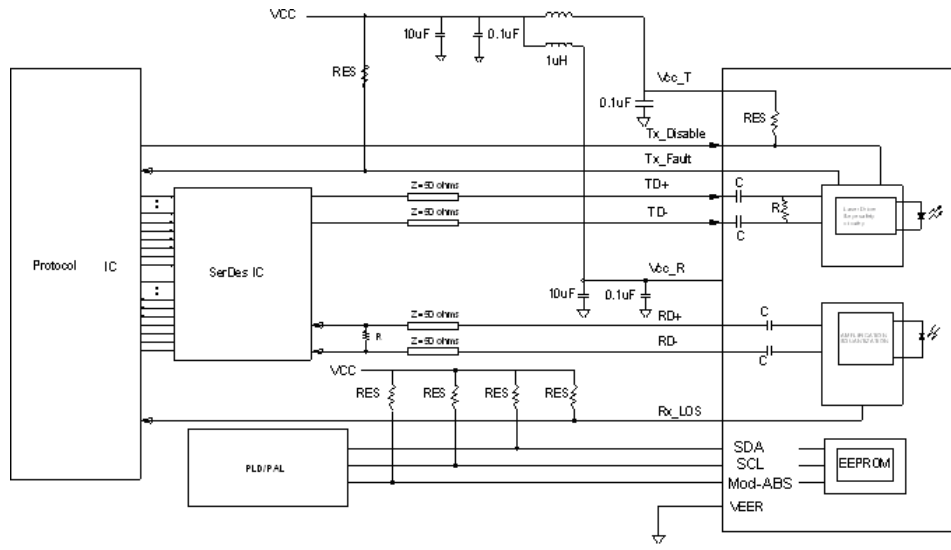 VCC
10uF
0.1uF
1uH
RES
Vcc_T
0.1uF
RES
Tx_Disable
Tx_Fault
Z=50 ohms
TD+
C
R
Z=50 ohms
TD-
C
Protocol IC
SerDes IC
Vcc_R
10uF
0.1uF
Z=50 ohms
RD+
C
R
Z=50 ohms
RD-
C
VCC
RES
RES
RES
RES
Rx_LOS
PLD/PAL
SDA
SCL
Mod-ABS
VEER
EEPROM